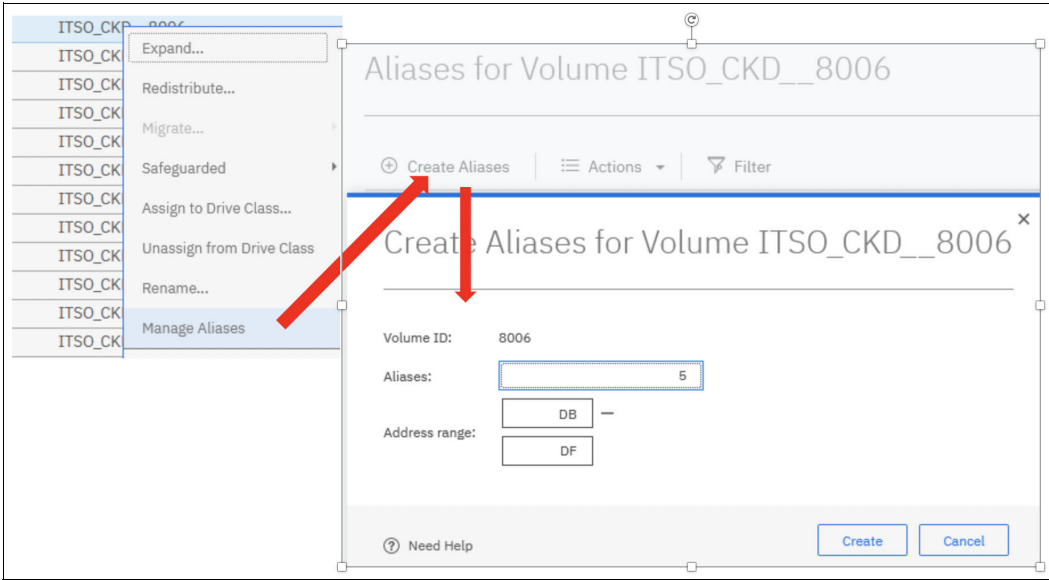 ITSO_CKD__8006
ITSO_CK
ITSO_CK
ITSO_CK
ITSO_CK
ITSO_CK
ITSO_CK
ITSO_CK
ITSO_CK
ITSO_CK
ITSO_CK
ITSO_CK
Expand...
Redistribute...
Migrate...
Safeguarded
Assign to Drive Class...
Unassign from Drive Class
Rename...
Manage Aliases
Aliases for Volume ITSO_CKD__8006
Create Aliases Actions Filter
Create Aliases for Volume ITSO_CKD__8006
Volume ID: 8006
Aliases: 5
Address range: DB —
DF
Need Help
Create Cancel